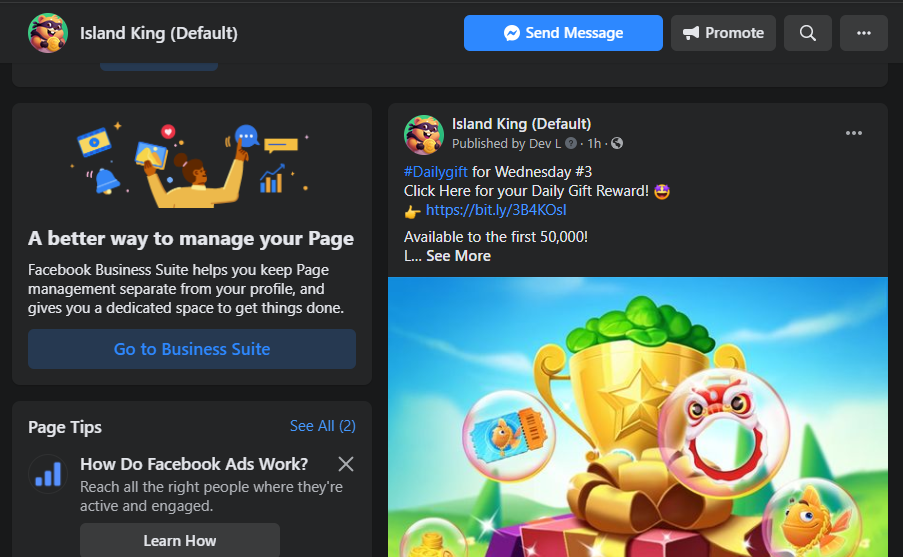 Island King (Default)
Send Message
Promote
A better way to manage your Page
Facebook Business Suite helps you keep Page
management separate from your profile, and
gives you a dedicated space to get things done.
Go to Business Suite
Page Tips
See All (2)
How Do Facebook Ads Work?
Reach all the right people where they're
active and engaged.
Learn How
Island King (Default)
Published by Dev L · 1h ·
#Dailygift for Wednesday #3
Click Here for your Daily Gift Reward! 🤩
👉 https://bit.ly/3B4KOsI
Available to the first 50,000!
L... See More